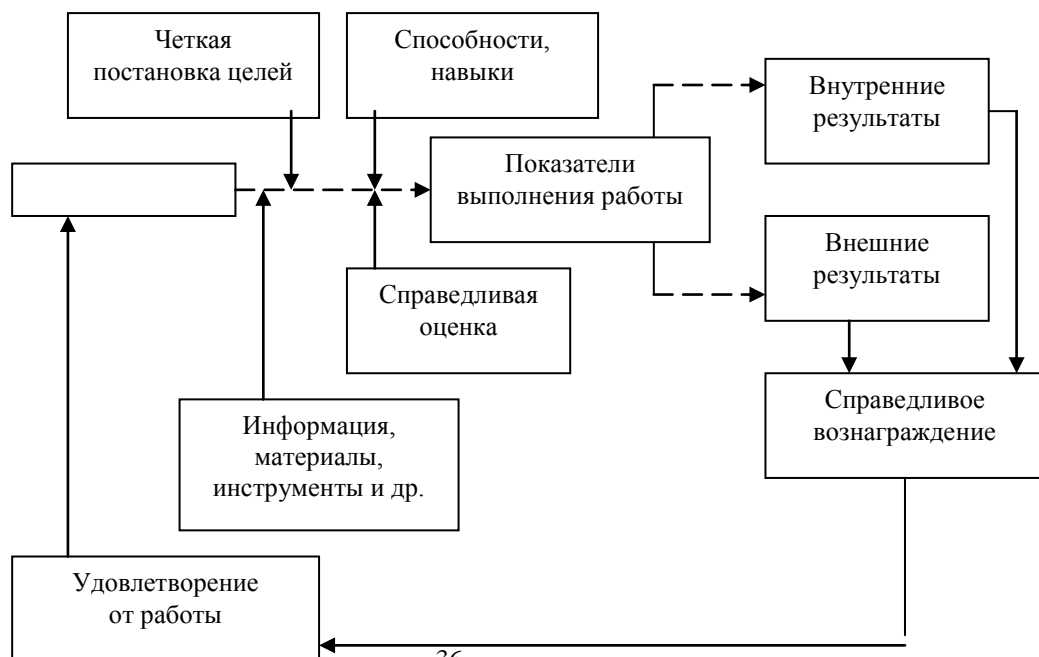 Четкая
постановка целей
Способности,
навыки
Внутренние
результаты
Показатели
выполнения работы
Внешние
результаты
Справедливая
оценка
Справедливое
вознаграждение
Информация,
материалы,
инструменты и др.
Удовлетворение
от работы
36